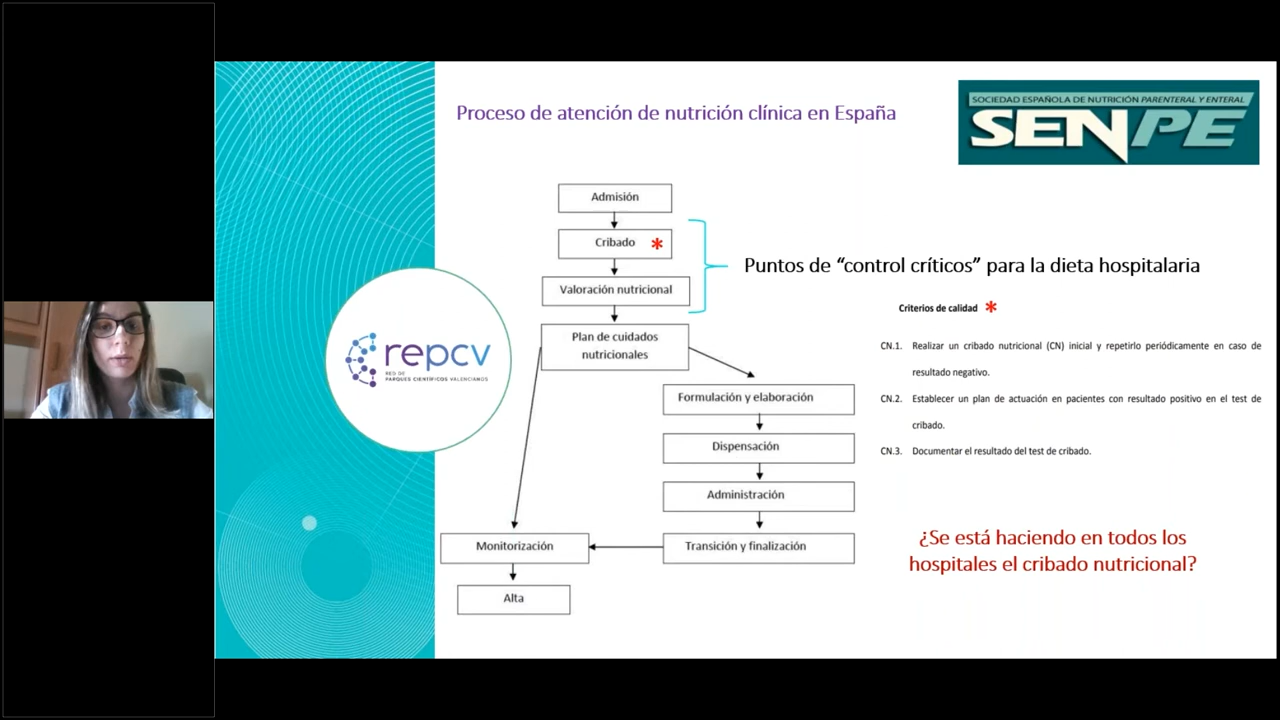 Proceso de atención de nutrición clínica en España
SOCIEDAD ESPAÑOLA DE NUTRICIÓN PARENTERAL Y ENTERAL
SENPE
Admisión
Cribado *
Valoración nutricional
Plan de cuidados
nutricionales
Formulación y elaboración
Dispensación
Administración
Transición y finalización
Monitorización
Alta
Puntos de “control críticos” para la dieta hospitalaria
Criterios de calidad *
CN.1. Realizar un cribado nutricional (CN) inicial y repetirlo periódicamente en caso de
resultado negativo.
CN.2. Establecer un plan de actuación en pacientes con resultado positivo en el test de
cribado.
CN.3. Documentar el resultado del test de cribado.
¿Se está haciendo en todos los
hospitales el cribado nutricional?
repcv
RED DE
PARQUES CIENTÍFICOS VALENCIANOS